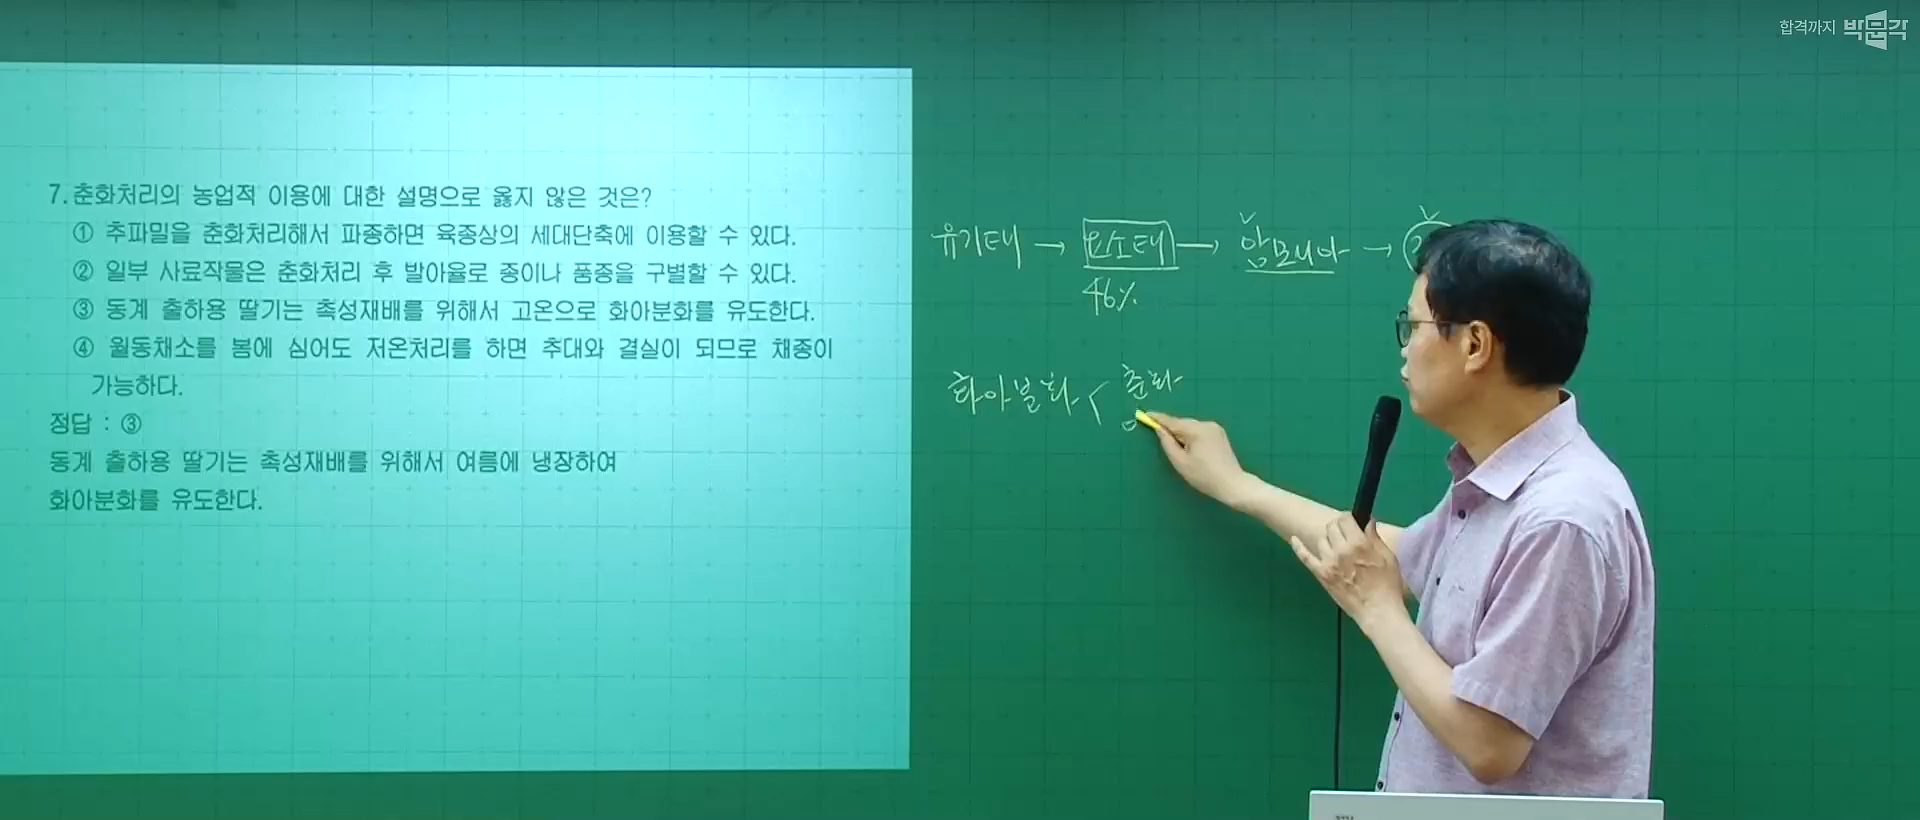 합격까지 박문각
7. 춘화처리의 농업적 이용에 대한 설명으로 옳지 않은 것은?
① 추파밀을 춘화처리해서 파종하면 육종상의 세대단축에 이용할 수 있다.
② 일부 사료작물은 춘화처리 후 발아율로 종이나 품종을 구별할 수 있다.
③ 동계 출하용 딸기는 촉성재배를 위해서 고온으로 화아분화를 유도한다.
④ 월동채소를 봄에 심어도 저온처리를 하면 추대와 결실이 되므로 채종이
가능하다.
정답 : ③
동계 출하용 딸기는 촉성재배를 위해서 여름에 냉장하여
화아분화를 유도한다.
유기태 → 요소태 → 암모니아 →
46%
화아분화 < 춘화